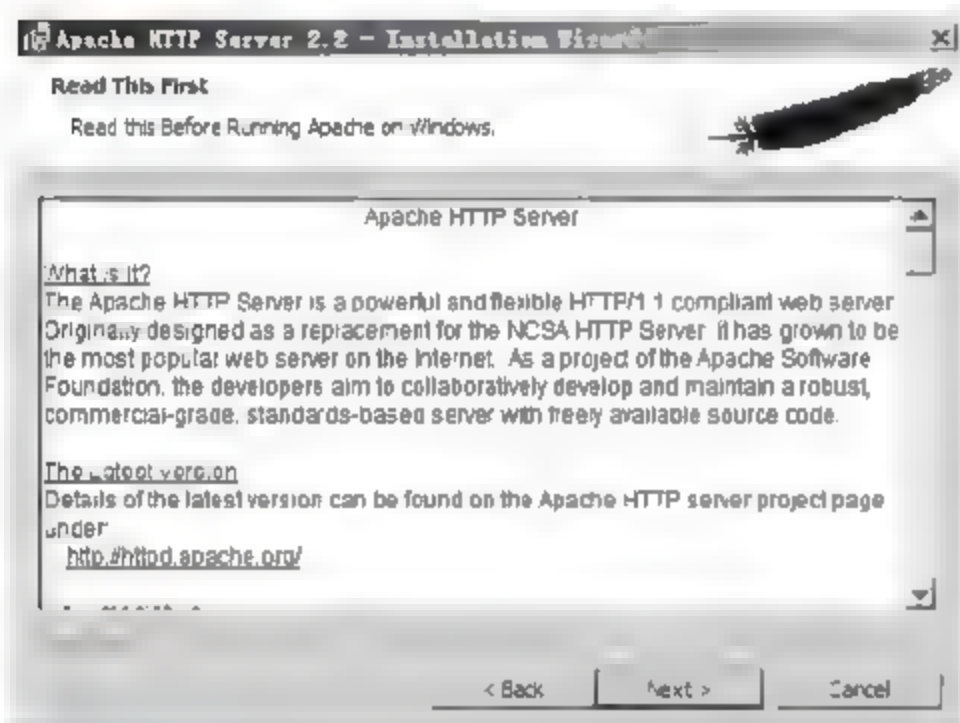 Apache HTTP Server 2.2 - Installation Wizard
Read This First
Read this Before Running Apache on Windows.
Apache HTTP Server
What is it?
The Apache HTTP Server is a powerful and flexible HTTP/1.1 compliant web server.
Originally designed as a replacement for the NCSA HTTP Server, it has grown to be
the most popular web server on the Internet. As a project of the Apache Software
Foundation, the developers aim to collaboratively develop and maintain a robust,
commercial-grade, standards-based server with freely available source code.
The Latest Version
Details of the latest version can be found on the Apache HTTP server project page
under:
http://httpd.apache.org/
< Back
Next >
Cancel